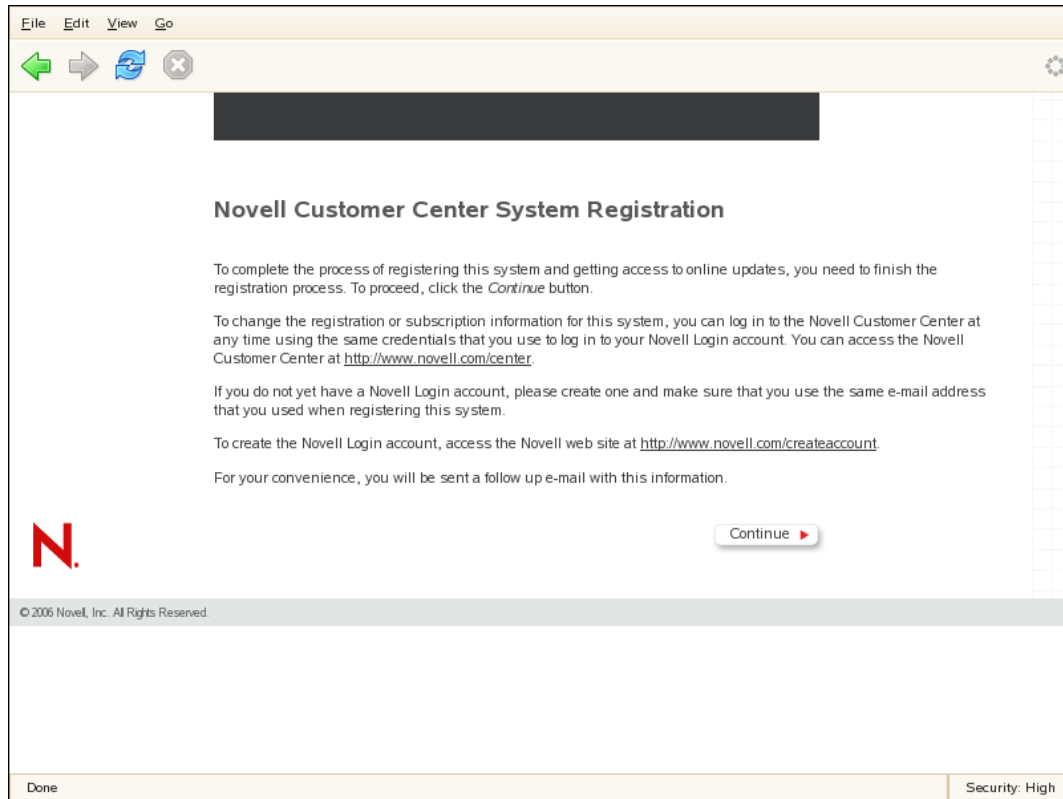 File Edit View Go
Novell Customer Center System Registration
To complete the process of registering this system and getting access to online updates, you need to finish the
registration process. To proceed, click the Continue button.
To change the registration or subscription information for this system, you can log in to the Novell Customer Center at
any time using the same credentials that you use to log in to your Novell Login account. You can access the Novell
Customer Center at http://www.novell.com/center.
If you do not yet have a Novell Login account, please create one and make sure that you use the same e-mail address
that you used when registering this system.
To create the Novell Login account, access the Novell web site at http://www.novell.com/createaccount.
For your convenience, you will be sent a follow up e-mail with this information.
Continue
N.
© 2006 Novell, Inc. All Rights Reserved.
Done
Security: High